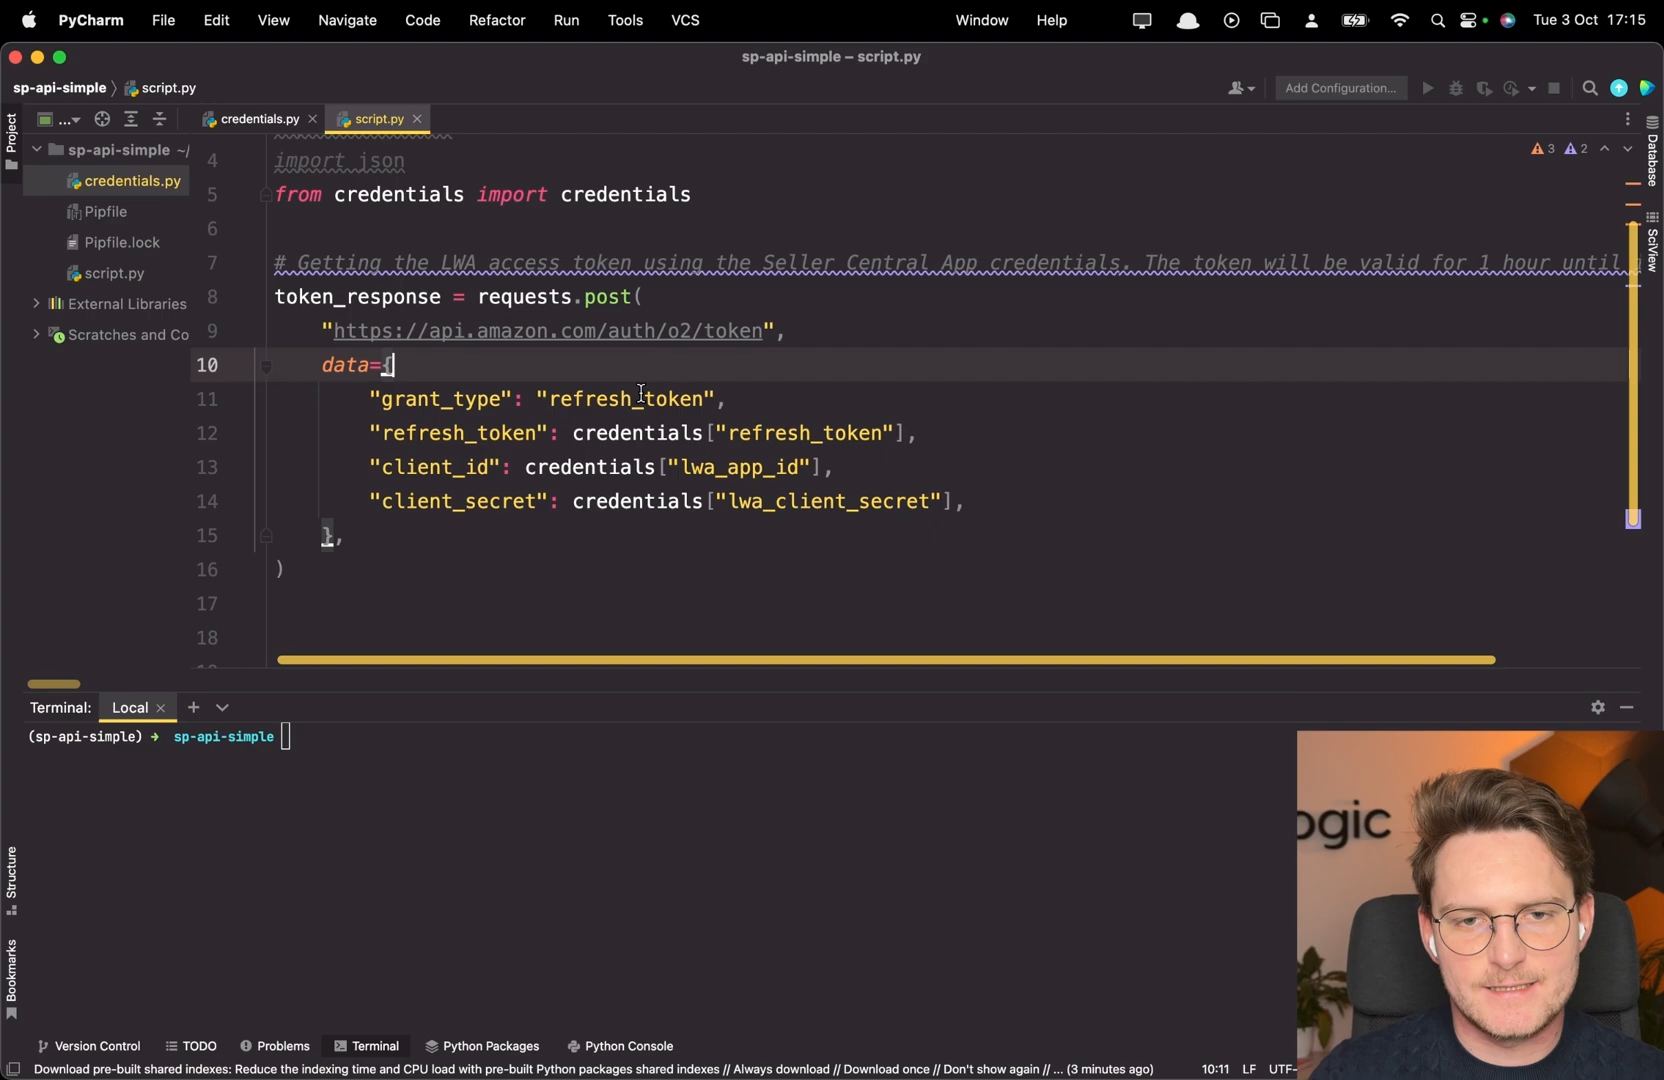 PyCharm File Edit View Navigate Code Refactor Run Tools VCS Window Help Tue 3 Oct 17:15
sp-api-simple – script.py
sp-api-simple script.py Add Configuration...
Project
... credentials.py script.py
Database
SciView
sp-api-simple ~/
credentials.py
Pipfile
Pipfile.lock
script.py
External Libraries
Scratches and Co
3 2
4 import json
5 from credentials import credentials
6
7 # Getting the LWA access token using the Seller Central App credentials. The token will be valid for 1 hour until
8 token_response = requests.post(
9 "https://api.amazon.com/auth/o2/token",
10 data={
11 "grant_type": "refresh_token",
12 "refresh_token": credentials["refresh_token"],
13 "client_id": credentials["lwa_app_id"],
14 "client_secret": credentials["lwa_client_secret"],
15 },
16 )
17
18
Terminal: Local
(sp-api-simple) → sp-api-simple
ogic
Structure
Bookmarks
Version Control TODO Problems Terminal Python Packages Python Console
Download pre-built shared indexes: Reduce the indexing time and CPU load with pre-built Python packages shared indexes // Always download // Download once // Don't show again // ... (3 minutes ago) 10:11 LF UTF-